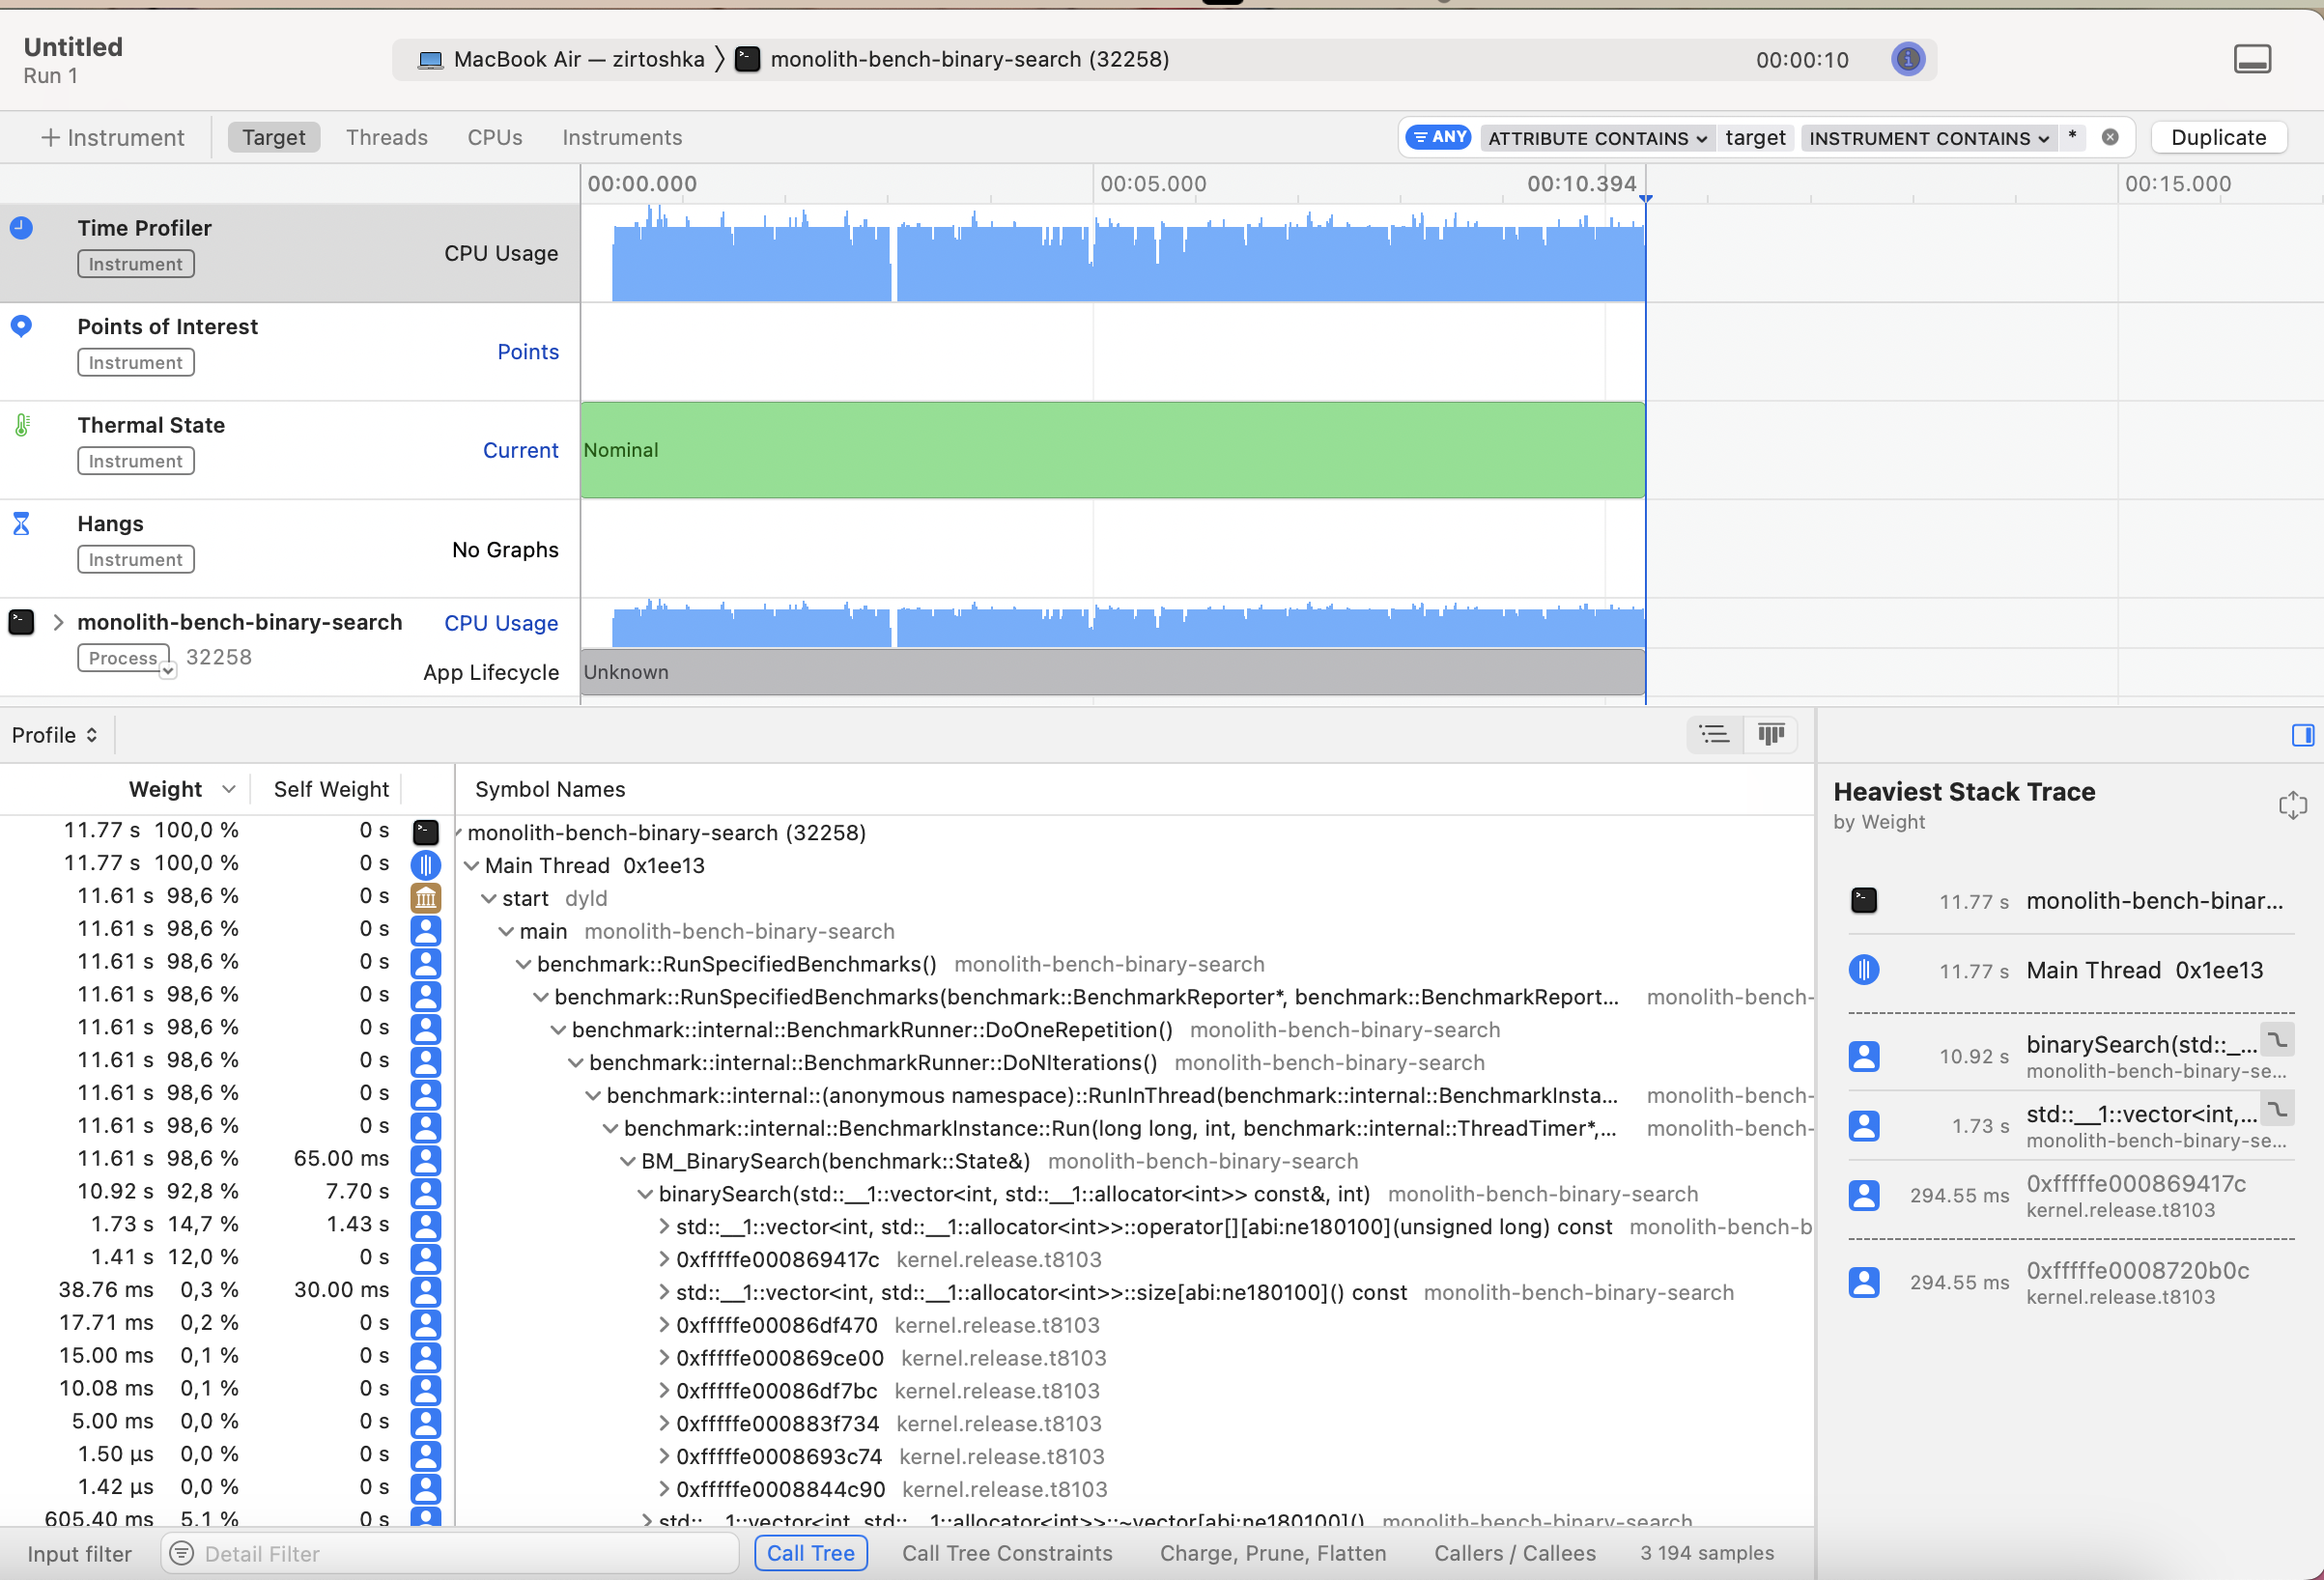 Untitled
Run 1
MacBook Air — zirtoshka
monolith-bench-binary-search (32258)
00:00:10
+ Instrument
Target
Threads
CPUs
Instruments
ANY
ATTRIBUTE CONTAINS
target
INSTRUMENT CONTAINS
*
Duplicate
00:00.000
00:05.000
00:10.394
00:15.000
Time Profiler
Instrument
CPU Usage
Points of Interest
Instrument
Points
Thermal State
Instrument
Current
Nominal
Hangs
Instrument
No Graphs
monolith-bench-binary-search
CPU Usage
Process
32258
App Lifecycle
Unknown
Profile
Weight
Self Weight
Symbol Names
11.77 s 100,0 % 0 s monolith-bench-binary-search (32258)
11.77 s 100,0 % 0 s Main Thread 0x1ee13
11.61 s 98,6 % 0 s start dyld
11.61 s 98,6 % 0 s main monolith-bench-binary-search
11.61 s 98,6 % 0 s benchmark::RunSpecifiedBenchmarks() monolith-bench-binary-search
11.61 s 98,6 % 0 s benchmark::RunSpecifiedBenchmarks(benchmark::BenchmarkReporter*, benchmark::BenchmarkReport... monolith-bench-
11.61 s 98,6 % 0 s benchmark::internal::BenchmarkRunner::DoOneRepetition() monolith-bench-binary-search
11.61 s 98,6 % 0 s benchmark::internal::BenchmarkRunner::DoNIterations() monolith-bench-binary-search
11.61 s 98,6 % 0 s benchmark::internal::(anonymous namespace)::RunInThread(benchmark::internal::BenchmarkInsta... monolith-bench-
11.61 s 98,6 % 0 s benchmark::internal::BenchmarkInstance::Run(long long, int, benchmark::internal::ThreadTimer*,... monolith-bench-
11.61 s 98,6 % 65.00 ms BM_BinarySearch(benchmark::State&) monolith-bench-binary-search
10.92 s 92,8 % 7.70 s binarySearch(std::__1::vector<int, std::__1::allocator<int>> const&, int) monolith-bench-binary-search
1.73 s 14,7 % 1.43 s std::__1::vector<int, std::__1::allocator<int>>::operator[][abi:ne180100](unsigned long) const monolith-bench-b
1.41 s 12,0 % 0 s 0xfffffe000869417c kernel.release.t8103
38.76 ms 0,3 % 30.00 ms std::__1::vector<int, std::__1::allocator<int>>::size[abi:ne180100]() const monolith-bench-binary-search
17.71 ms 0,2 % 0 s 0xfffffe00086df470 kernel.release.t8103
15.00 ms 0,1 % 0 s 0xfffffe000869ce00 kernel.release.t8103
10.08 ms 0,1 % 0 s 0xfffffe00086df7bc kernel.release.t8103
5.00 ms 0,0 % 0 s 0xfffffe000883f734 kernel.release.t8103
1.50 µs 0,0 % 0 s 0xfffffe0008693c74 kernel.release.t8103
1.42 µs 0,0 % 0 s 0xfffffe0008844c90 kernel.release.t8103
605.40 ms 5,1 % 0 s std::__1::vector<int, std::__1::allocator<int>>::~vector[abi:ne180100]() monolith-bench-binary-search
Heaviest Stack Trace
by Weight
11.77 s monolith-bench-binar...
11.77 s Main Thread 0x1ee13
10.92 s binarySearch(std::_...
monolith-bench-binary-se...
1.73 s std::__1::vector<int,...
monolith-bench-binary-se...
294.55 ms 0xfffffe000869417c
kernel.release.t8103
294.55 ms 0xfffffe0008720b0c
kernel.release.t8103
Input filter
Detail Filter
Call Tree
Call Tree Constraints
Charge, Prune, Flatten
Callers / Callees
3 194 samples